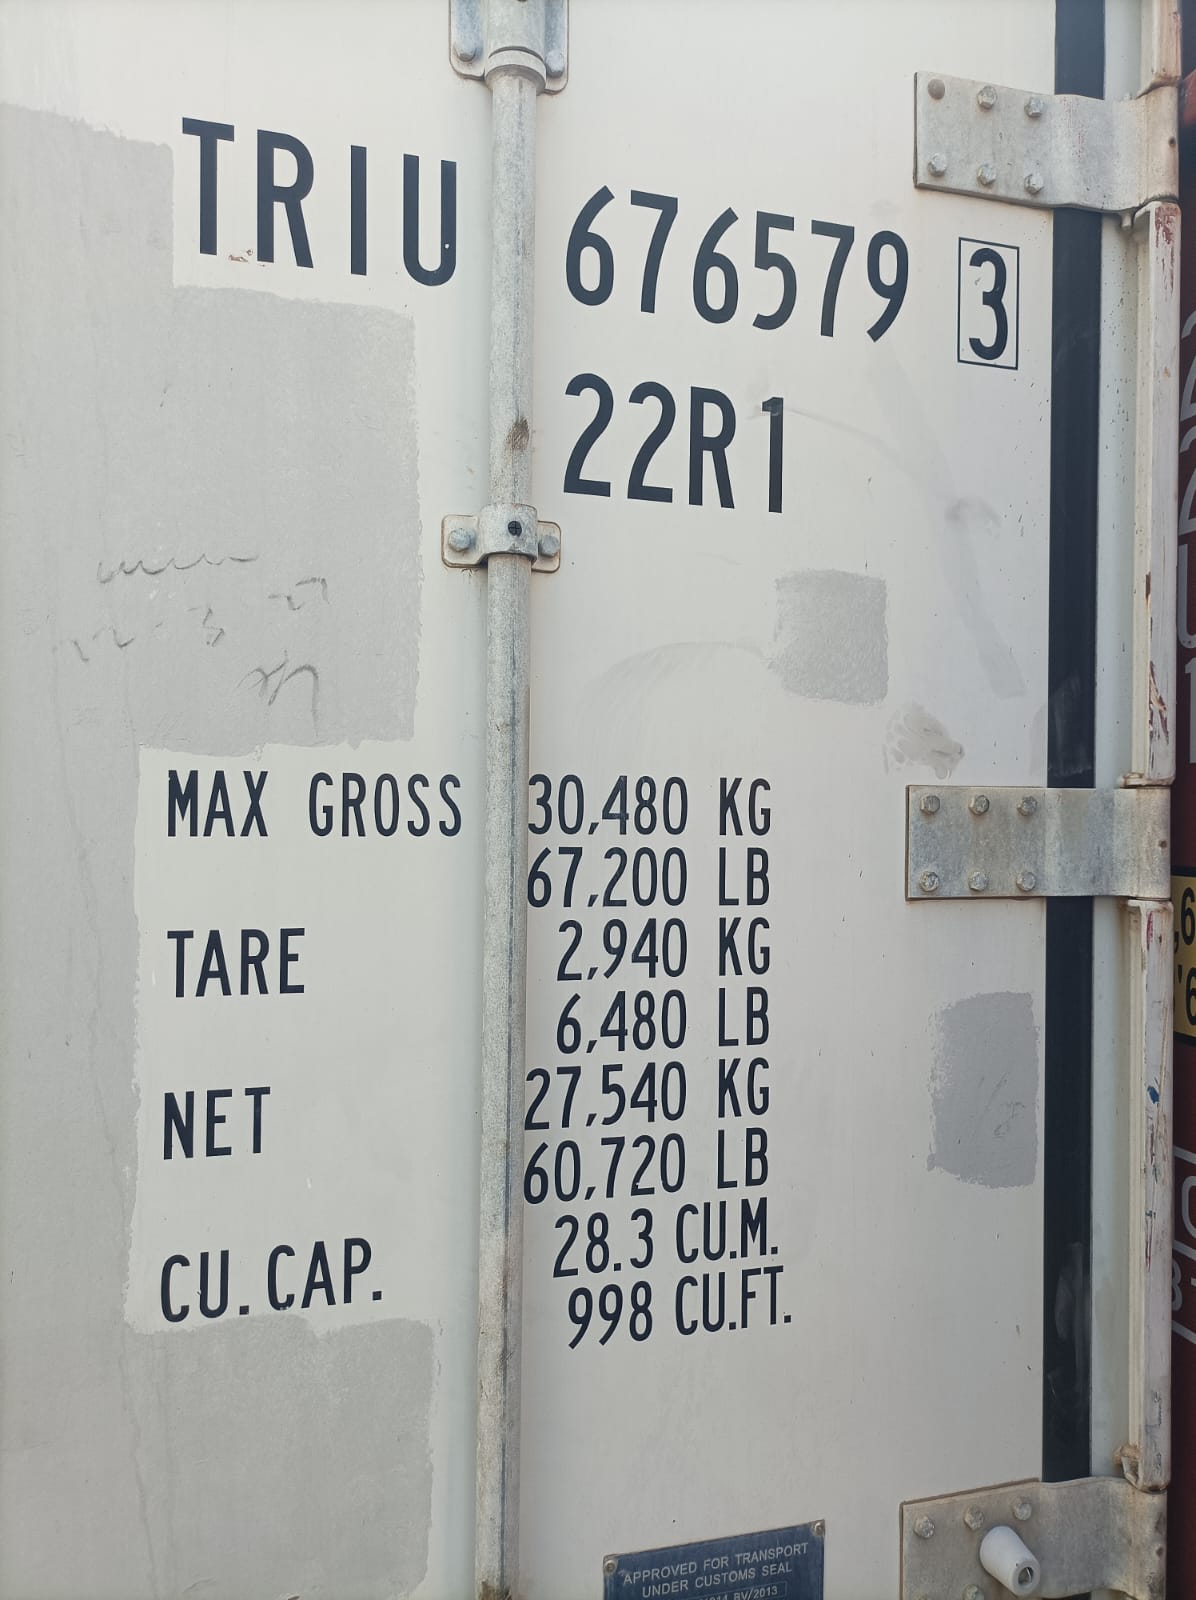 TRIU 676579 3
22R1
MAX GROSS 30,480 KG
67,200 LB
TARE 2,940 KG
6,480 LB
NET 27,540 KG
60,720 LB
CU.CAP. 28.3 CU.M.
998 CU.FT.
APPROVED FOR TRANSPORT
UNDER CUSTOMS SEAL
BV/2013